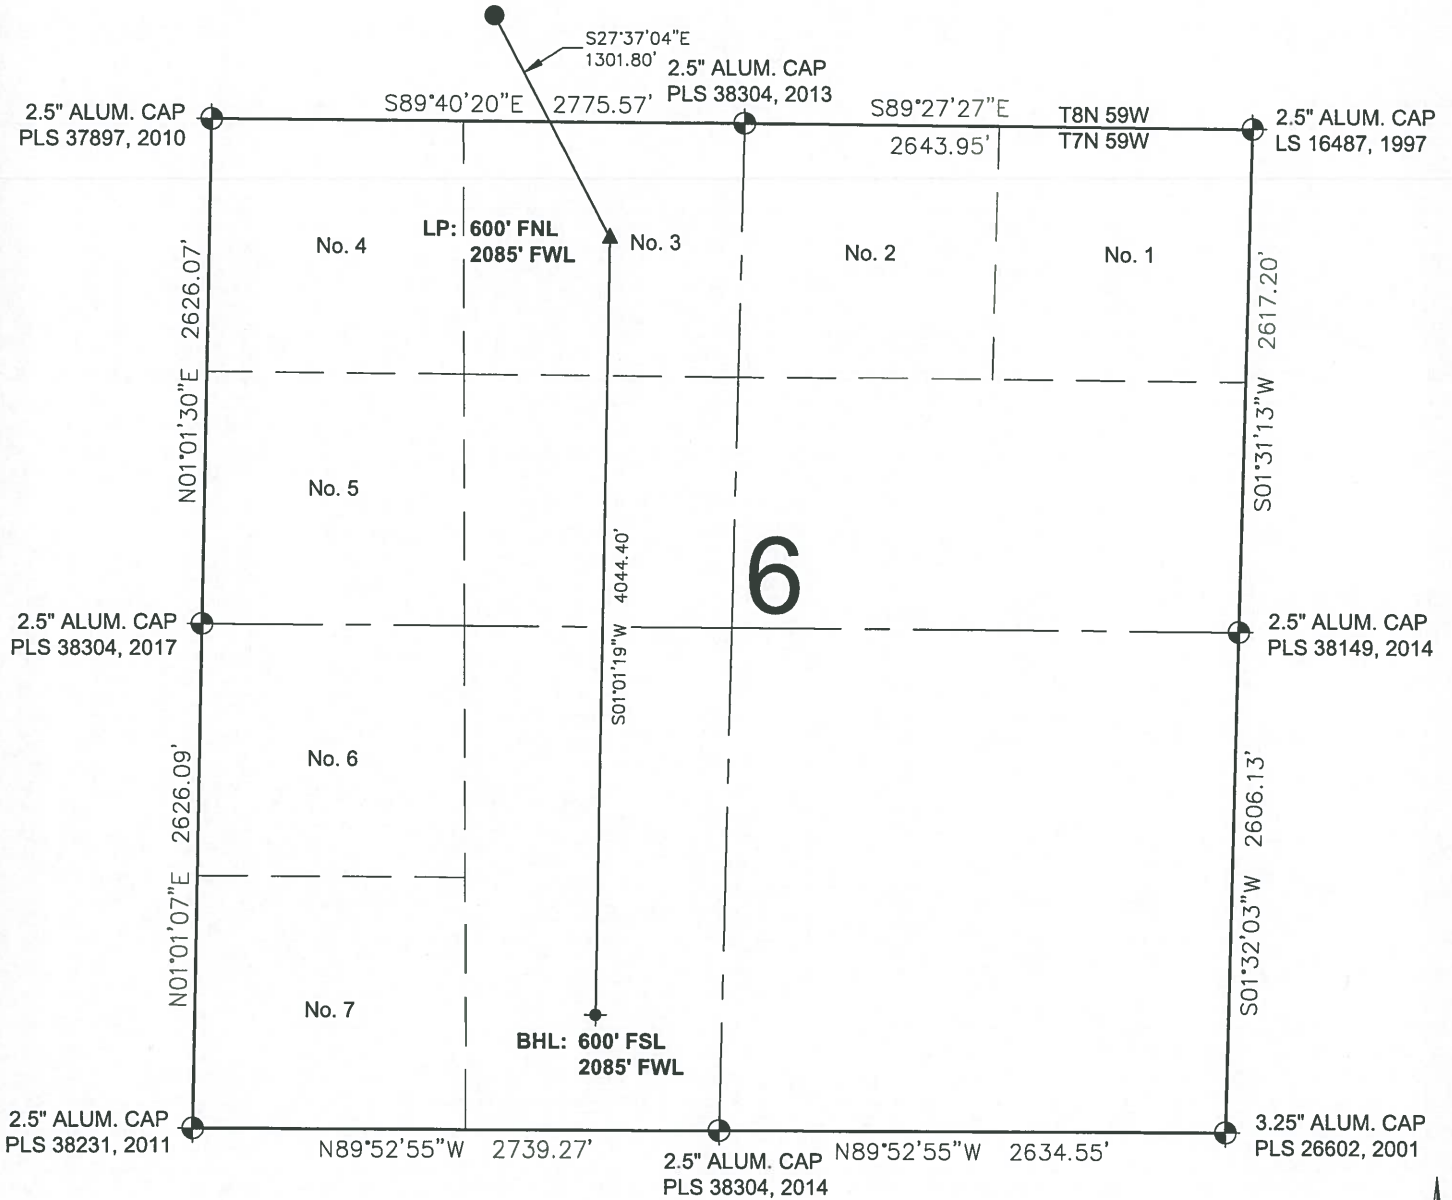 S27°37'04"E
1301.80'
2.5" ALUM. CAP
PLS 38304, 2013
2.5" ALUM. CAP
PLS 37897, 2010
S89°40'20"E 2775.57'
S89°27'27"E
2643.95'
T8N 59W
T7N 59W
2.5" ALUM. CAP
LS 16487, 1997
LP: 600' FNL
2085' FWL
No. 4
No. 3
No. 2
No. 1
N01°01'30"E 2626.07'
S01°31'13"W 2617.20'
No. 5
6
S01°01'19"W 4044.40'
2.5" ALUM. CAP
PLS 38304, 2017
2.5" ALUM. CAP
PLS 38149, 2014
No. 6
N01°01'07"E 2626.09'
S01°32'03"W 2606.13'
No. 7
BHL: 600' FSL
2085' FWL
2.5" ALUM. CAP
PLS 38231, 2011
N89°52'55"W 2739.27'
2.5" ALUM. CAP
PLS 38304, 2014
N89°52'55"W 2634.55'
3.25" ALUM. CAP
PLS 26602, 2001